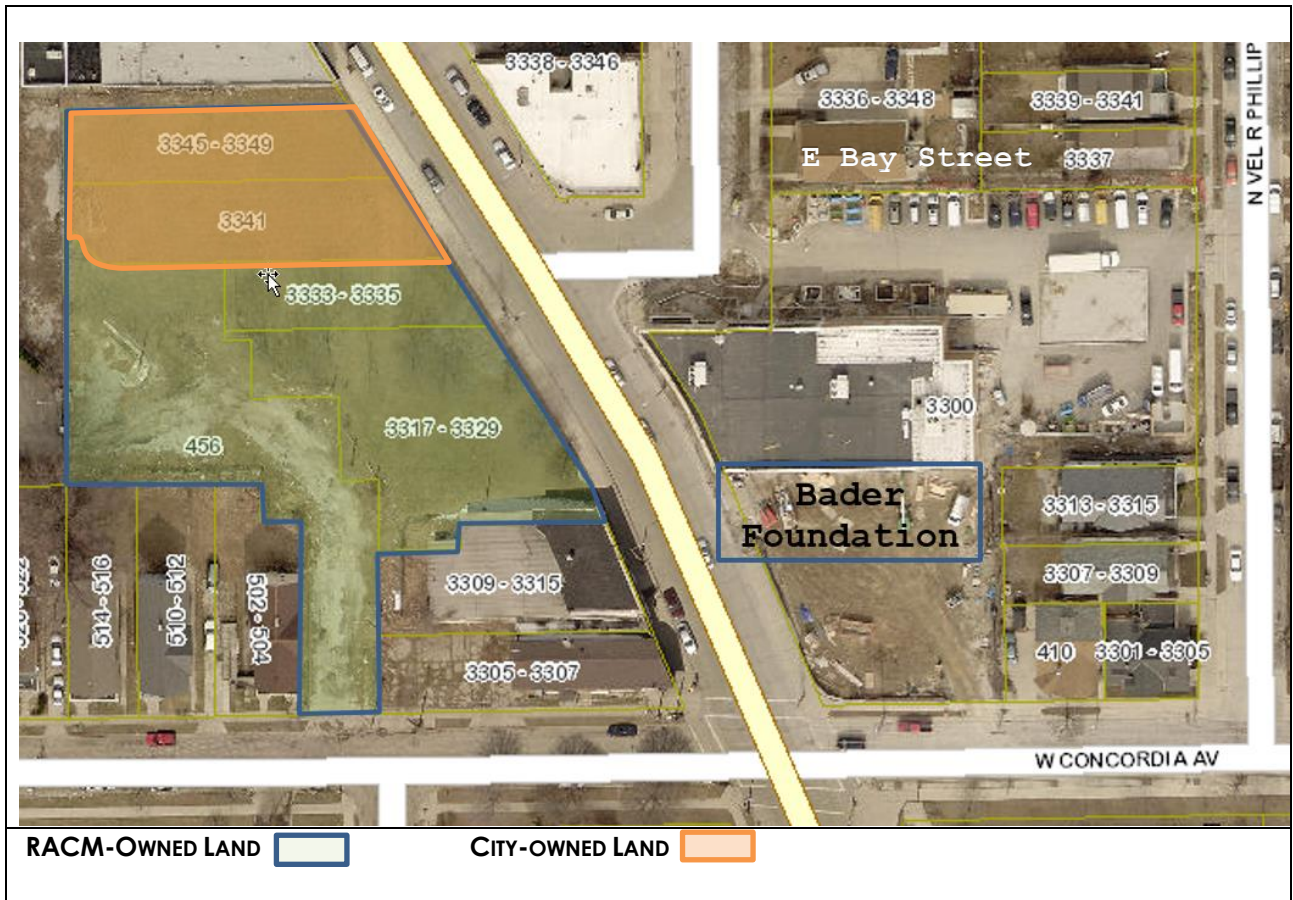 3338 - 3346
3336 - 3348
3339 - 3341
3345 - 3349
E Bay Street
3337
N VEL R PHILLIP
3341
3333 - 3335
3300
3317 - 3329
456
Bader
Foundation
3313 - 3315
514 - 516
510 - 512
502 - 504
3309 - 3315
3307 - 3309
410
3301 - 3305
3305 - 3307
W CONCORDIA AV
RACM-OWNED LAND
CITY-OWNED LAND